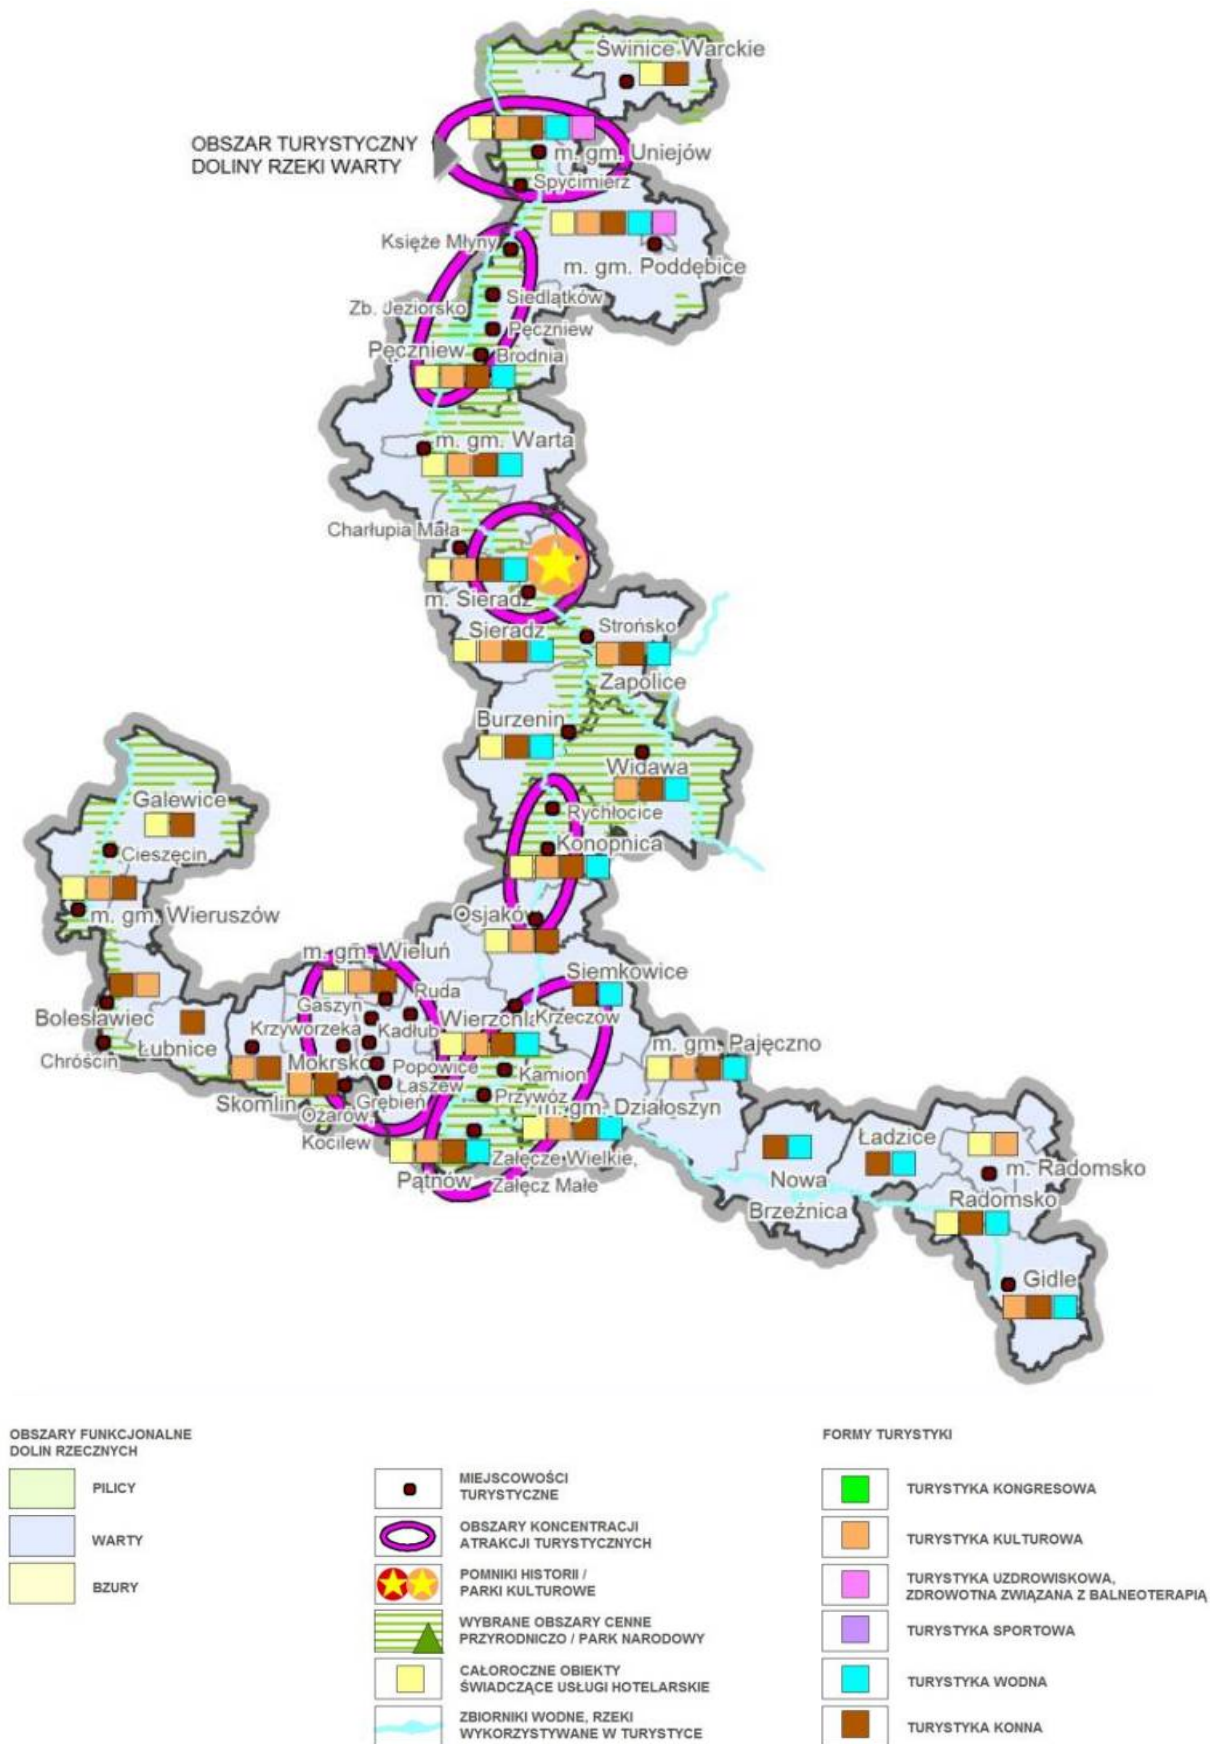 Świnice Warckie
OBSZAR TURYSTYCZNY
DOLINY RZEKI WARTY
m. gm. Uniejów
Spycimierz
Księże Młyny
m. gm. Poddębice
Siedlątków
Zb. Jeziorsko
Pęczniew
Pęczniew
Brodnia
m. gm. Warta
Charłupia Mała
m. Sieradz
Sieradz
Strońsko
Zapolice
Burzenin
Widawa
Galewice
Rychłocice
Cieszęcin
Konopnica
m. gm. Wieruszów
Osjaków
m. gm. Wieluń
Siemkowice
Ruda
Gaszyn
Bolesławiec
Łubnice
Krzyworzeka
Kadłub
Wierzchla
Krzeczów
m. gm. Pajęczno
Chróścin
Mokrsko
Popowice
Kamion
Łaszew
Skomlin
Grębień
Przywóz
m. gm. Działoszyn
Ożarów,
Kocilew
Ładzice
m. Radomsko
Pątnów
Załęcze Wielkie,
Załęcz Małe
Nowa
Brzeźnica
Radomsko
Gidle
OBSZARY FUNKCJONALNE
DOLIN RZECZNYCH
PILICY
WARTY
BZURY
MIEJSCOWOŚCI
TURYSTYCZNE
OBSZARY KONCENTRACJI
ATRAKCJI TURYSTYCZNYCH
POMNIKI HISTORII /
PARKI KULTUROWE
WYBRANE OBSZARY CENNE
PRZYRODNICZO / PARK NARODOWY
CAŁOROCZNE OBIEKTY
ŚWIADCZĄCE USŁUGI HOTELARSKIE
ZBIORNIKI WODNE, RZEKI
WYKORZYSTYWANE W TURYSTYCE
FORMY TURYSTYKI
TURYSTYKA KONGRESOWA
TURYSTYKA KULTUROWA
TURYSTYKA UZDROWISKOWA,
ZDROWOTNA ZWIĄZANA Z BALNEOTERAPIĄ
TURYSTYKA SPORTOWA
TURYSTYKA WODNA
TURYSTYKA KONNA